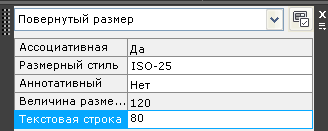 Повернутый размер
Ассоциативная Да
Размерный стиль ISO-25
Аннотативный Нет
Величина разме... 120
Текстовая строка 80